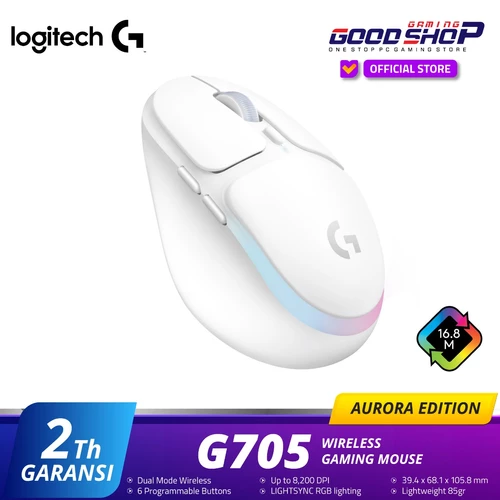 logitech G
GAMING
GOODSHOP
ONE STOP PC GAMING STORE
OFFICIAL STORE
G
16.8
M
AURORA EDITION
2Th
GARANSI
G705
WIRELESS
GAMING MOUSE
• Dual Mode Wireless
• 6 Programmable Buttons
• Up to 8,200 DPI
• LIGHTSYNC RGB lighting
• 39.4 x 68.1 x 105.8 mm
• Lightweight 85gr